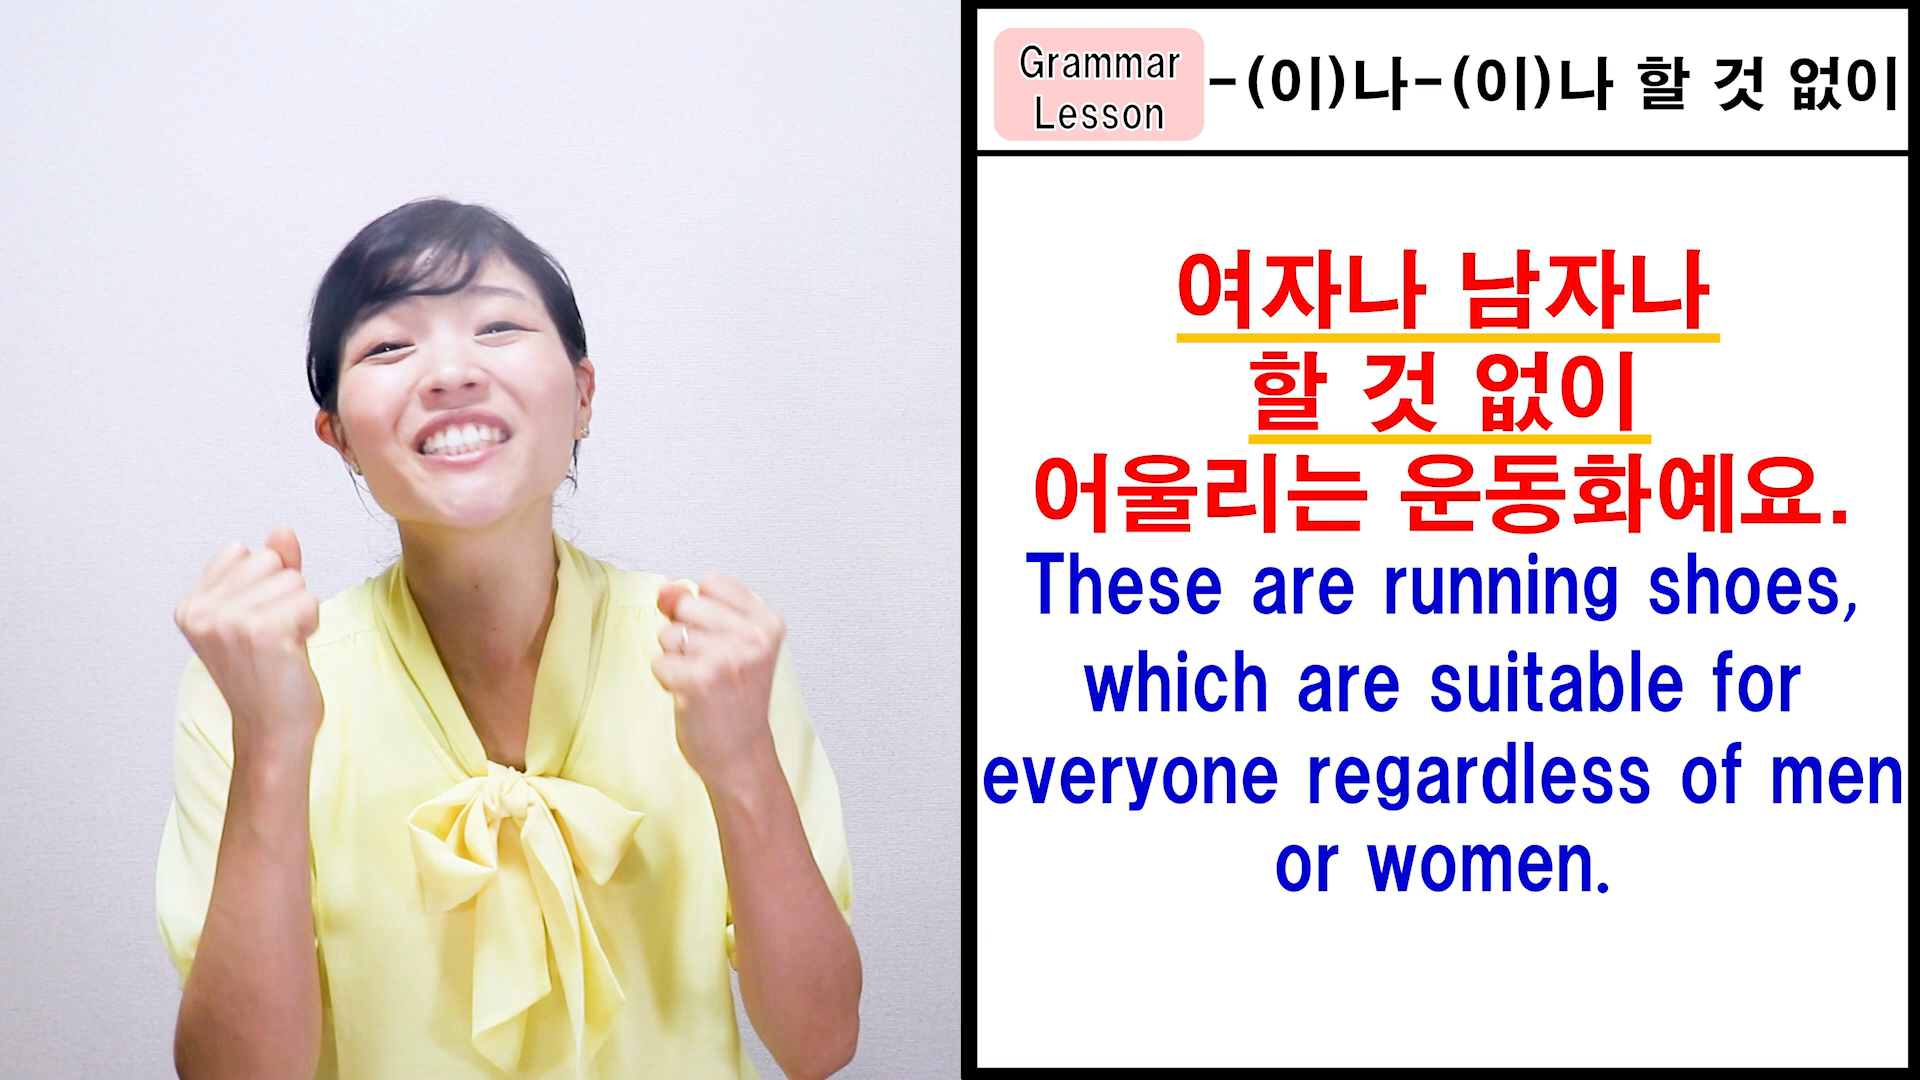 Grammar
Lesson
-(이)나-(이)나 할 것 없이
여자나 남자나
할 것 없이
어울리는 운동화예요.
These are running shoes,
which are suitable for
everyone regardless of men
or women.